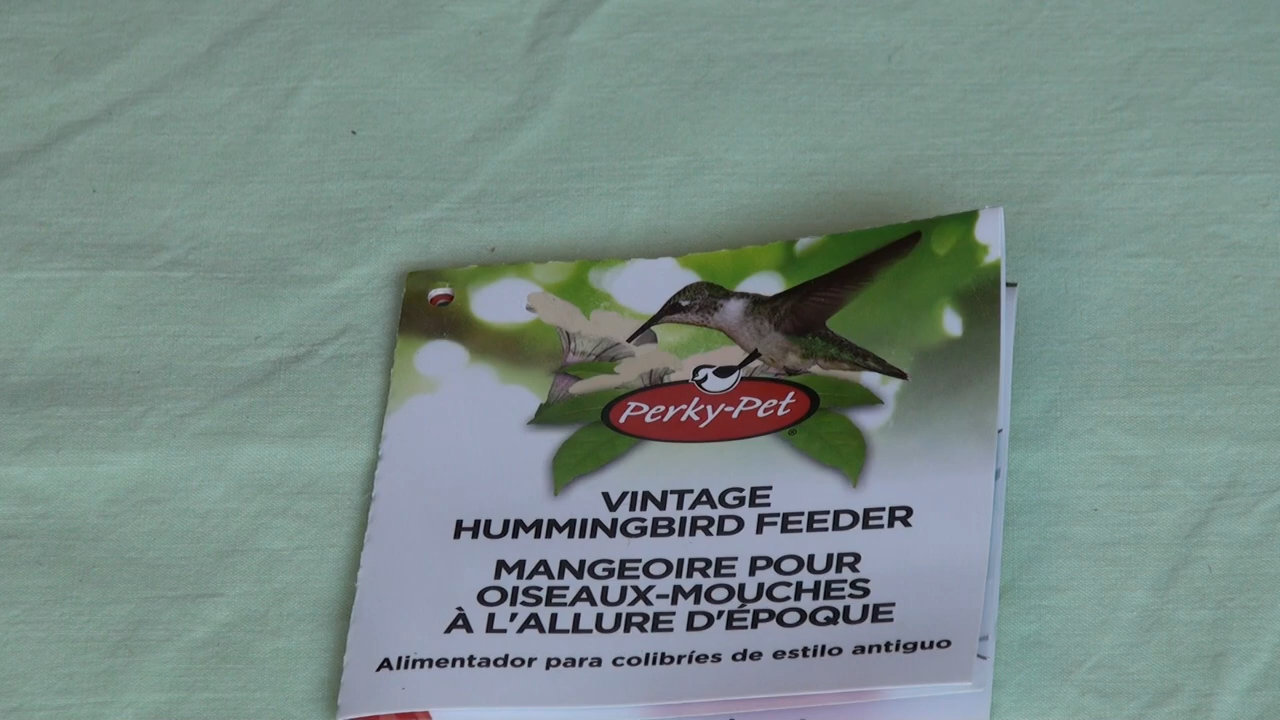 Perky-Pet
®
VINTAGE
HUMMINGBIRD FEEDER
MANGEOIRE POUR
OISEAUX-MOUCHES
À L'ALLURE D'ÉPOQUE
Alimentador para colibríes de estilo antiguo